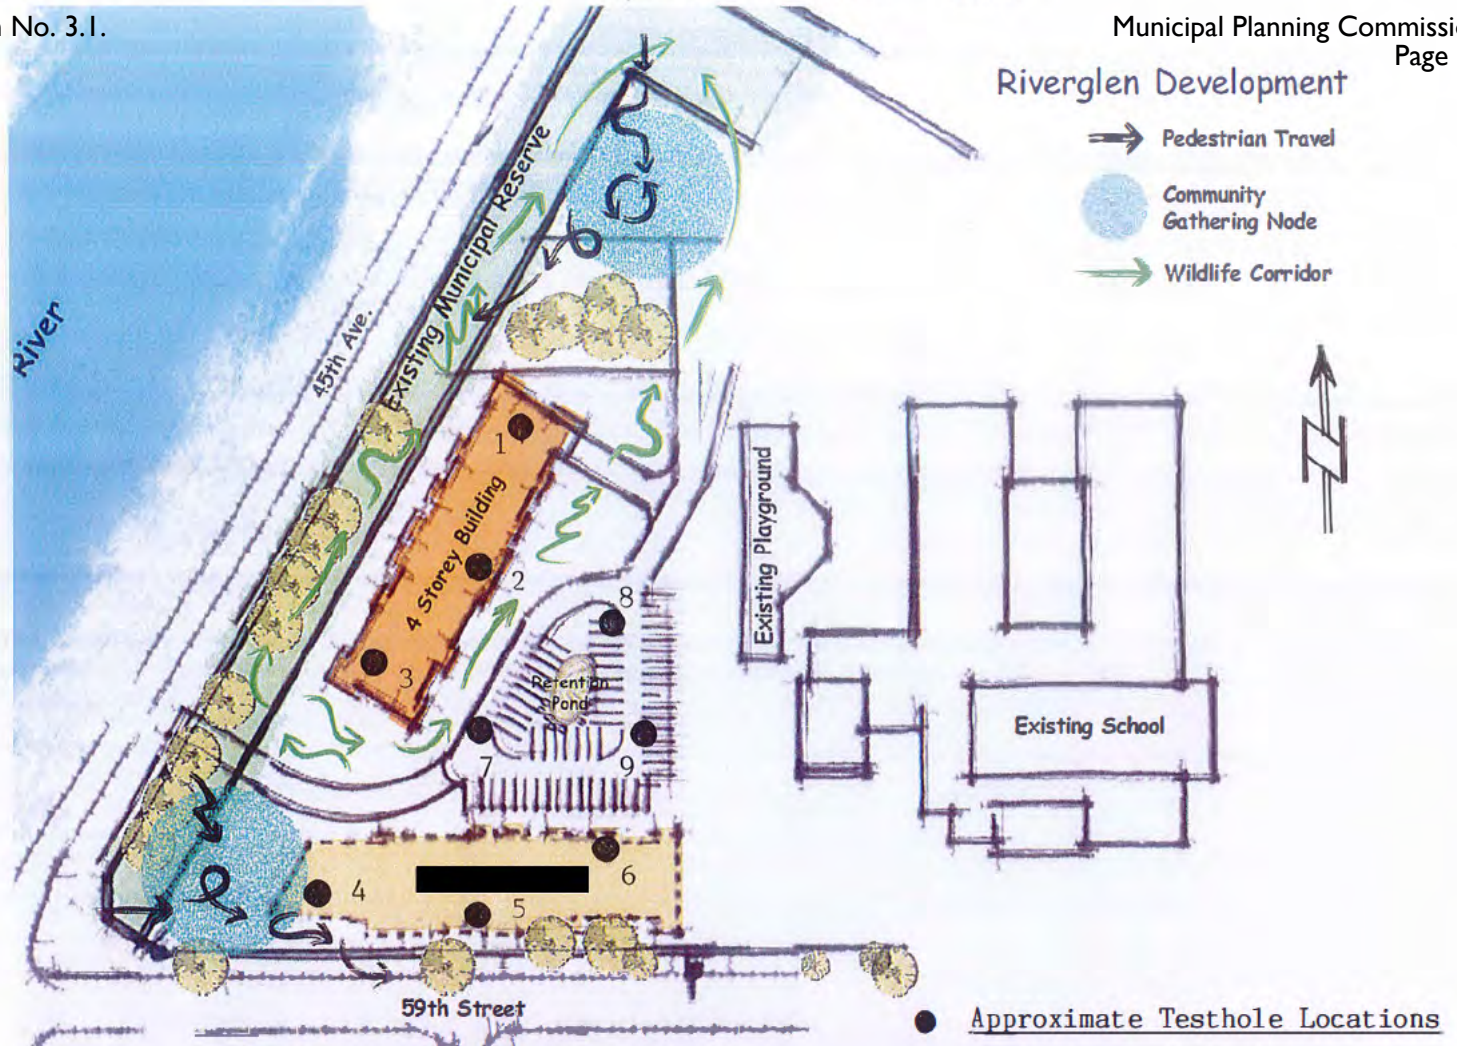 No. 3.1.
Municipal Planning Commissi
Page
Riverglen Development
Pedestrian Travel
Community
Gathering Node
Wildlife Corridor
River
45th Ave.
Existing Municipal Reserve
1
4 Storey Building
2
3
Existing Playground
8
Retention
Pond
7
9
Existing School
4
5
6
59th Street
Approximate Testhole Locations